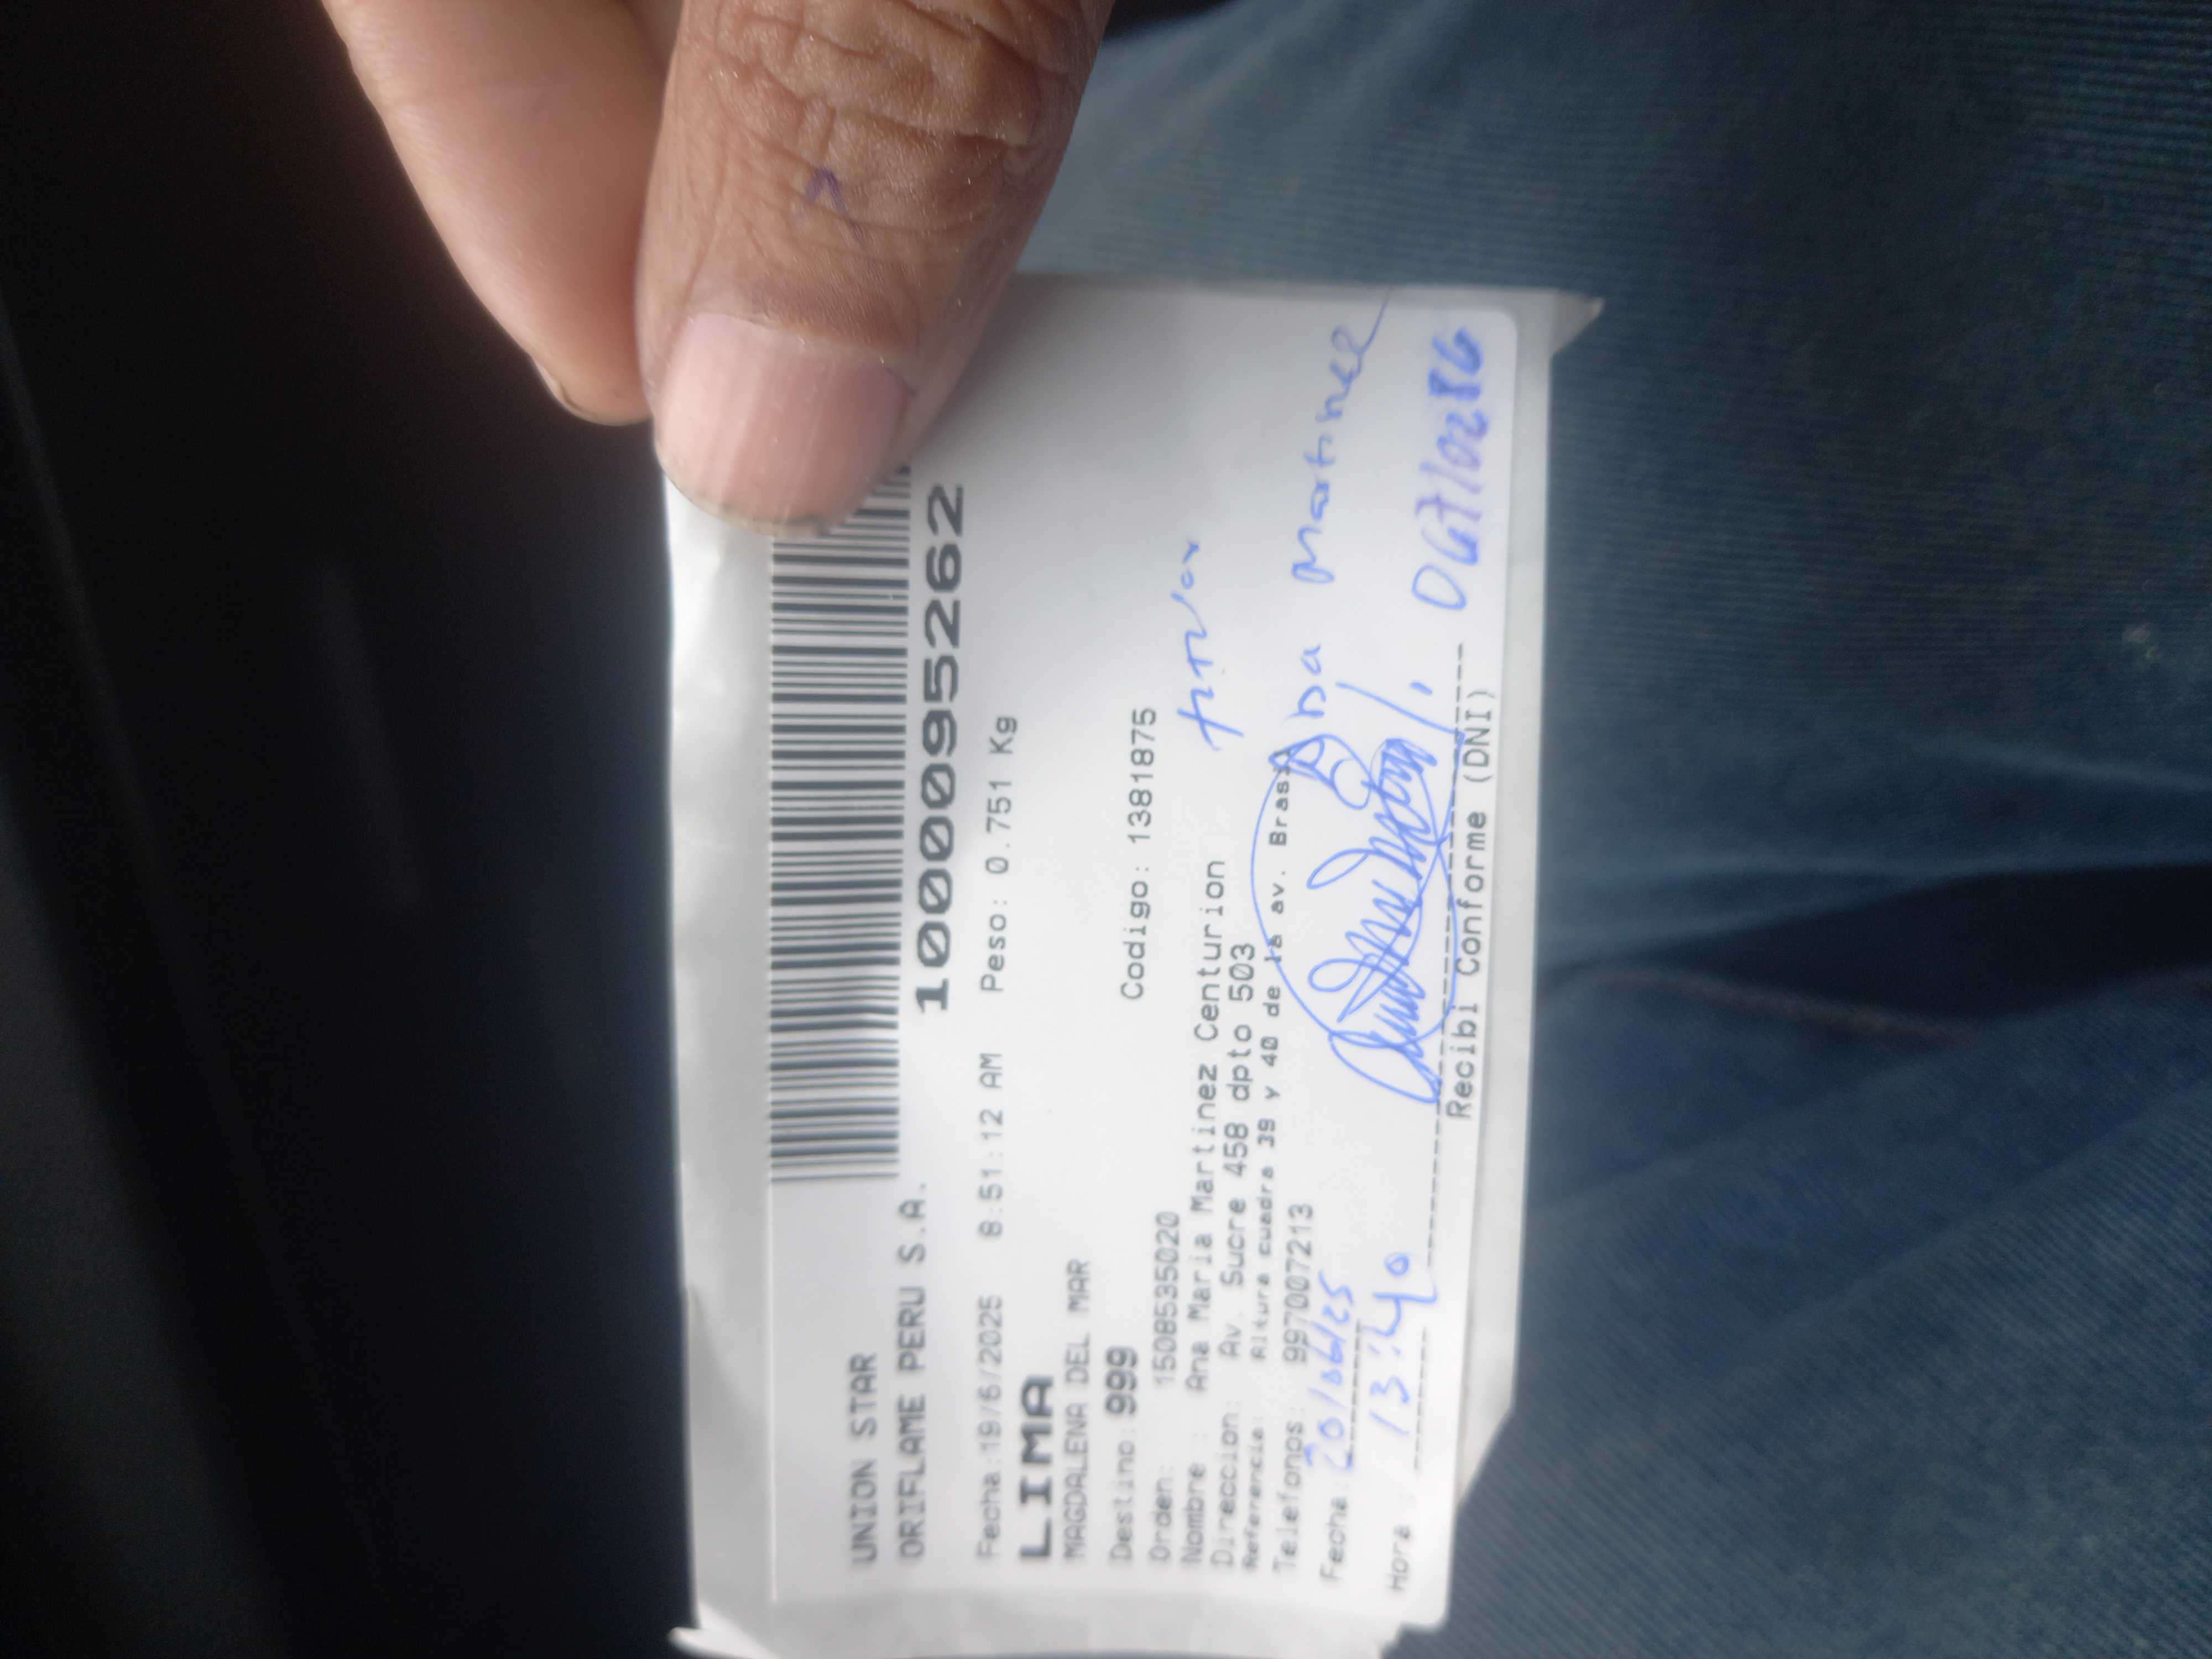 UNION STAR
ORIFLAME PERU S.A.
1000095262
Fecha:19/6/2025 8:51:12 AM Peso: 0.751 Kg
LIMA
MAGDALENA DEL MAR
Destino: 999
Orden: 1508535020 Codigo: 1381875
Nombre : Ana Maria Martinez Centurion
Direccion: Av. Sucre 458 dpto 503
Referencia: Altura cuadra 39 y 40 de la av. Brasil
Telefonos: 997007213
Fecha 20/06/25 Ana Martinez
Hora : 13:40
Recibi Conforme (DNI)